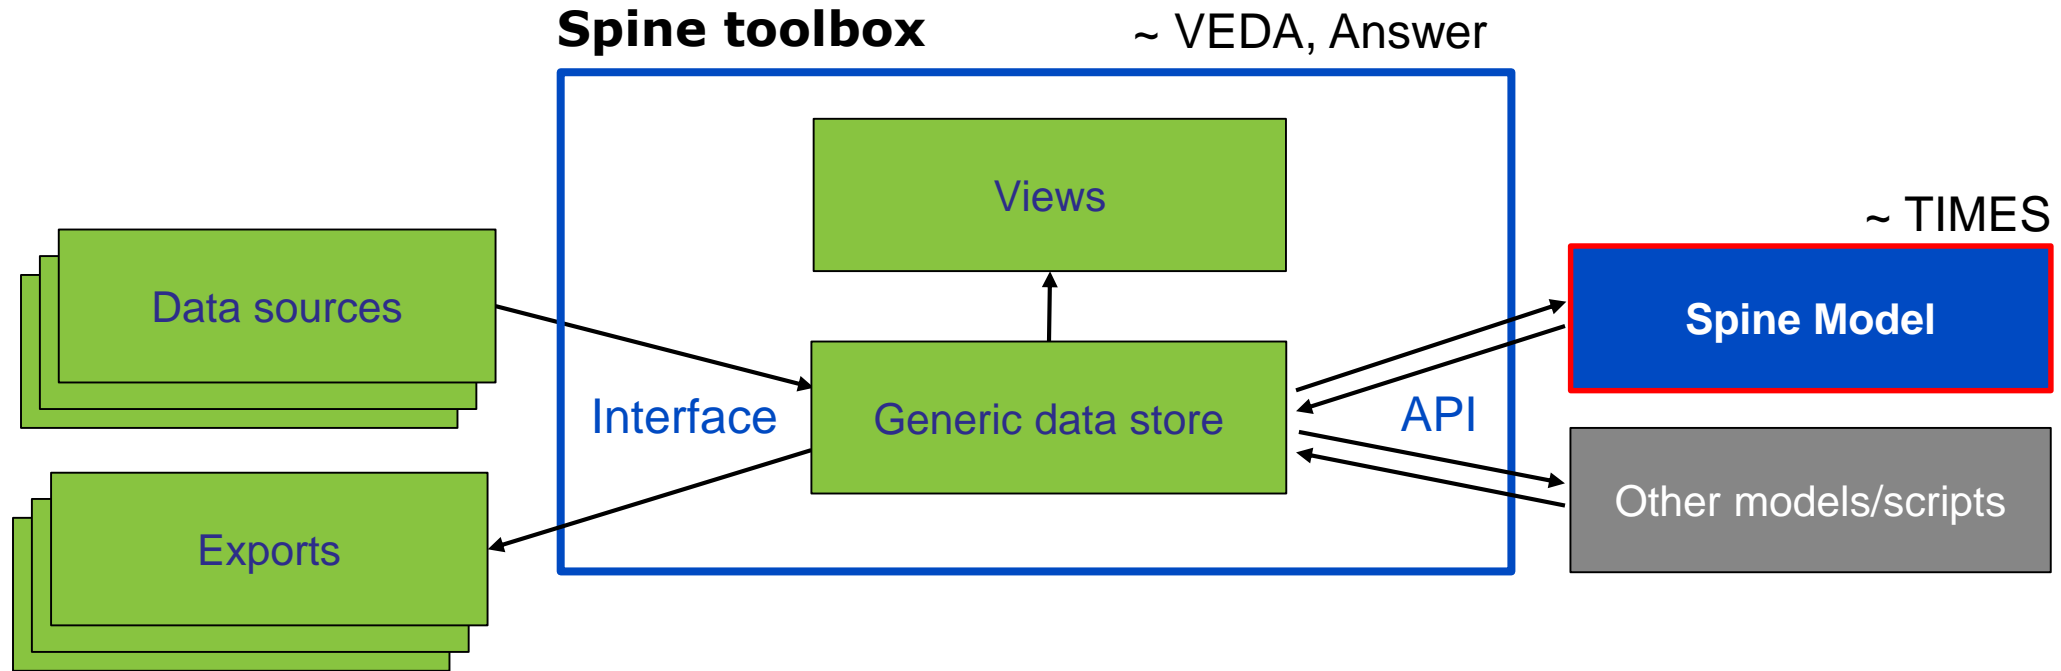 Spine toolbox
~ VEDA, Answer
Views
~ TIMES
Data sources
Spine Model
Interface
Generic data store
API
Other models/scripts
Exports